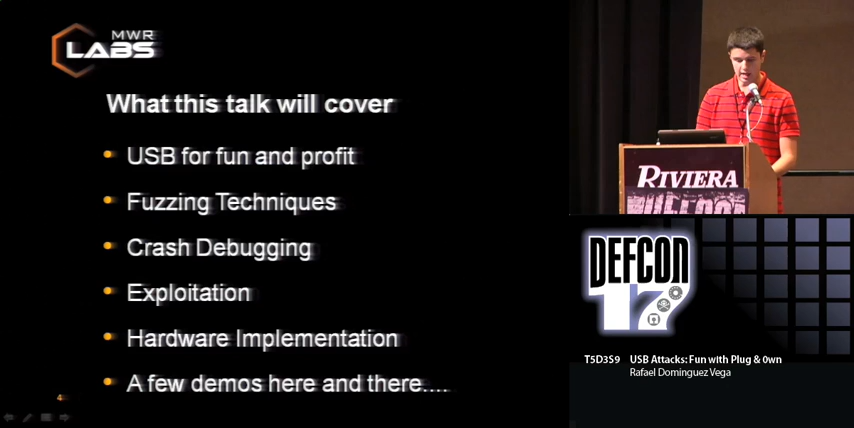 MWR
LABS
What this talk will cover
USB for fun and profit
Fuzzing Techniques
Crash Debugging
Exploitation
Hardware Implementation
A few demos here and there....
4
RIVIERA
DEFCON
17
T5D3S9 USB Attacks: Fun with Plug & 0wn
Rafael Dominguez Vega